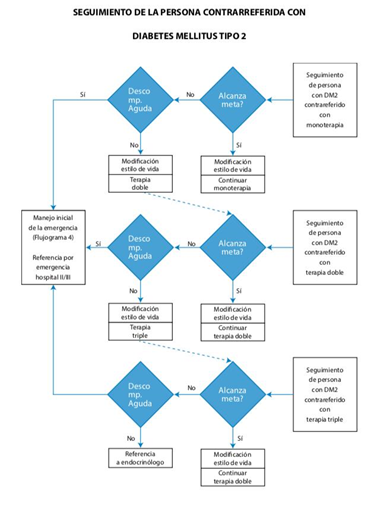 SEGUIMIENTO DE LA PERSONA CONTRARREFERIDA CON
DIABETES MELLITUS TIPO 2
Sí
Desco
mp.
Aguda
No
Alcanza
meta?
Seguimiento
de persona
con DM2
contrareferido
con
monoterapia
No
Sí
Modificación
estilo de vida
Terapia
doble
Modificación
estilo de vida
Continuar
monoterapia
Manejo inicial
de la emergencia
(Flujograma 4)
Referencia por
emergencia
hospital II/III
Sí
Desco
mp.
Aguda
No
Alcanza
meta?
Seguimiento
de persona
con DM2
contrareferido
con
terapia doble
No
Sí
Modificación
estilo de vida
Terapia
triple
Modificación
estilo de vida
Continuar
terapia doble
Desco
mp.
Aguda
No
Alcanza
meta?
Seguimiento
de persona
con DM2
contrareferido
con
terapia triple
No
Sí
Referencia
a endocrinólogo
Modificación
estilo de vida
Continuar
terapia doble